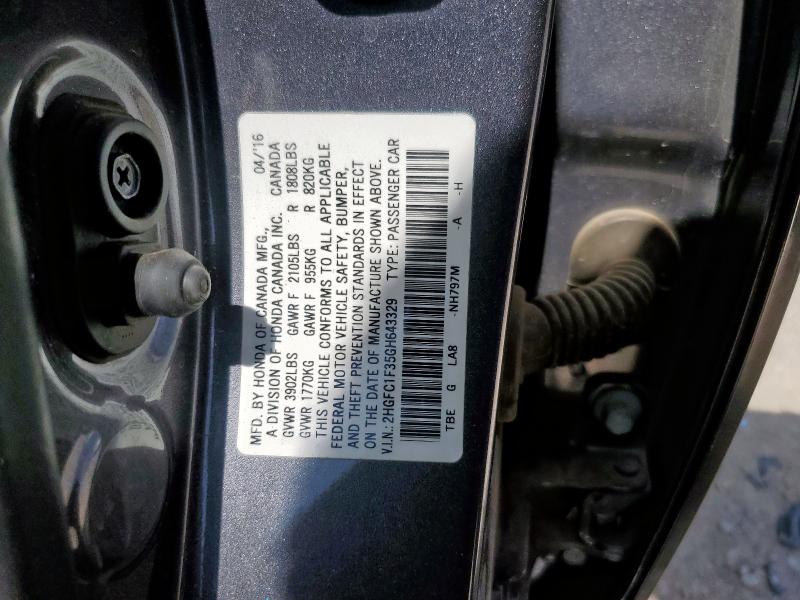 MFD. BY HONDA OF CANADA MFG., 04/'16
A DIVISION OF HONDA CANADA INC. CANADA
GVWR 3902LBS GAWR F 2105LBS R 1808LBS
GVWR 1770KG GAWR F 955KG R 820KG
THIS VEHICLE CONFORMS TO ALL APPLICABLE
FEDERAL MOTOR VEHICLE SAFETY, BUMPER,
AND THEFT PREVENTION STANDARDS IN EFFECT
ON THE DATE OF MANUFACTURE SHOWN ABOVE.
V.I.N.: 2HGFC1F35GH643329 TYPE: PASSENGER CAR
TBE G LA8 -NH797M -A -H